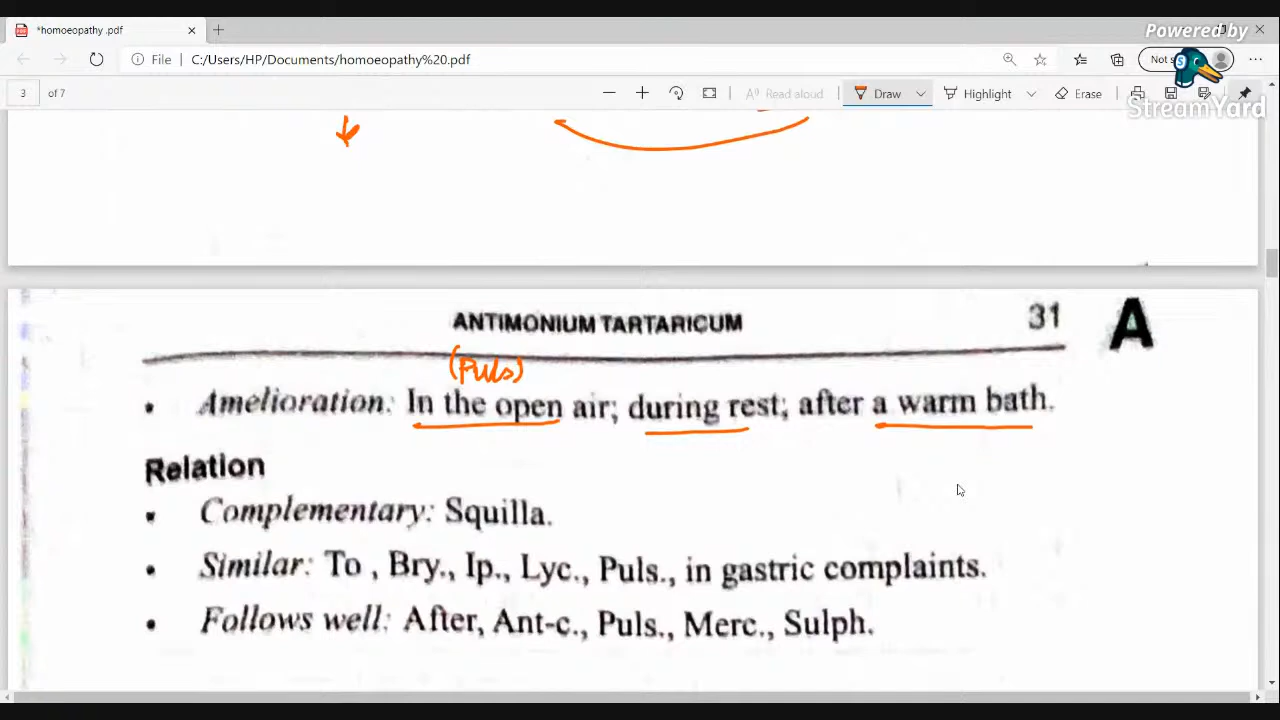 *homoeopathy .pdf
Powered by
File C:/Users/HP/Documents/homoeopathy%20.pdf
Not s
StreamYard
3 of 7 Read aloud Draw Highlight Erase
ANTIMONIUM TARTARICUM 31 A
(Puls)
• Amelioration: In the open air; during rest; after a warm bath.
Relation
• Complementary: Squilla.
• Similar: To , Bry., Ip., Lyc., Puls., in gastric complaints.
• Follows well: After, Ant-c., Puls., Merc., Sulph.